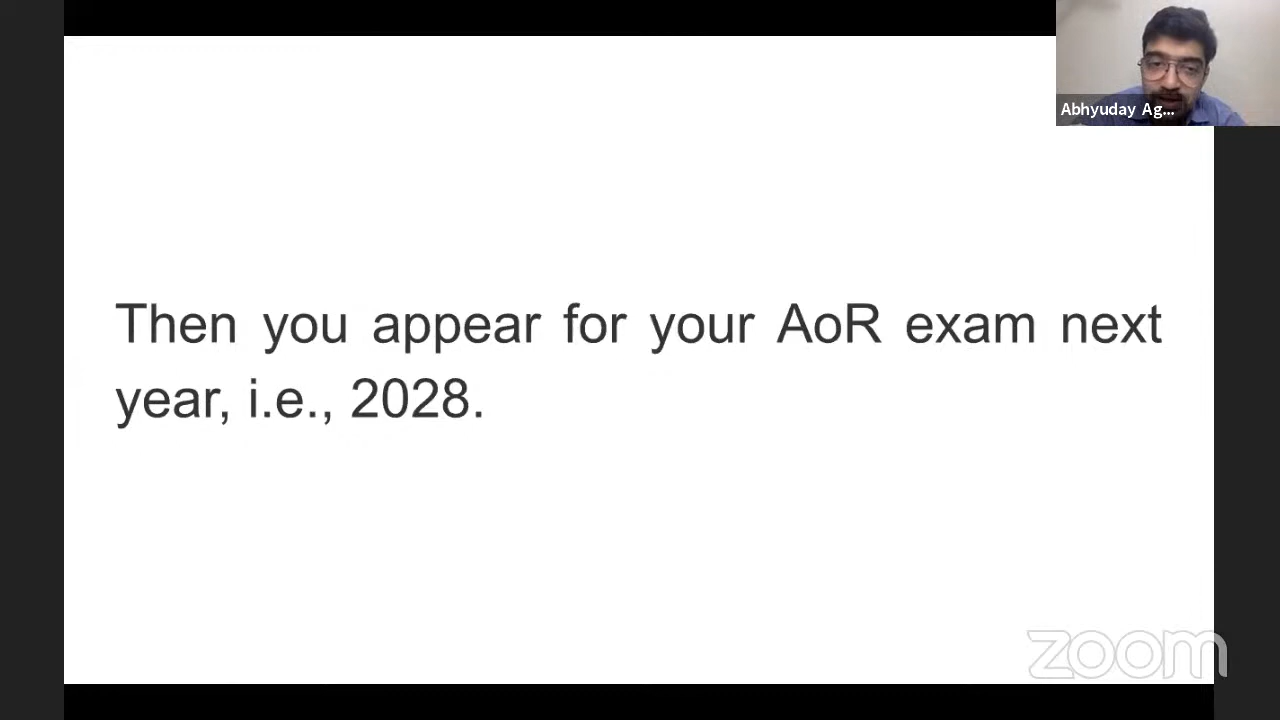 Abhyuday Ag...
Then you appear for your AoR exam next
year, i.e., 2028.
zoom